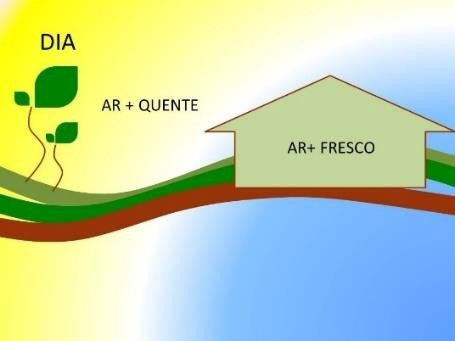 DIA
AR + QUENTE
AR+ FRESCO